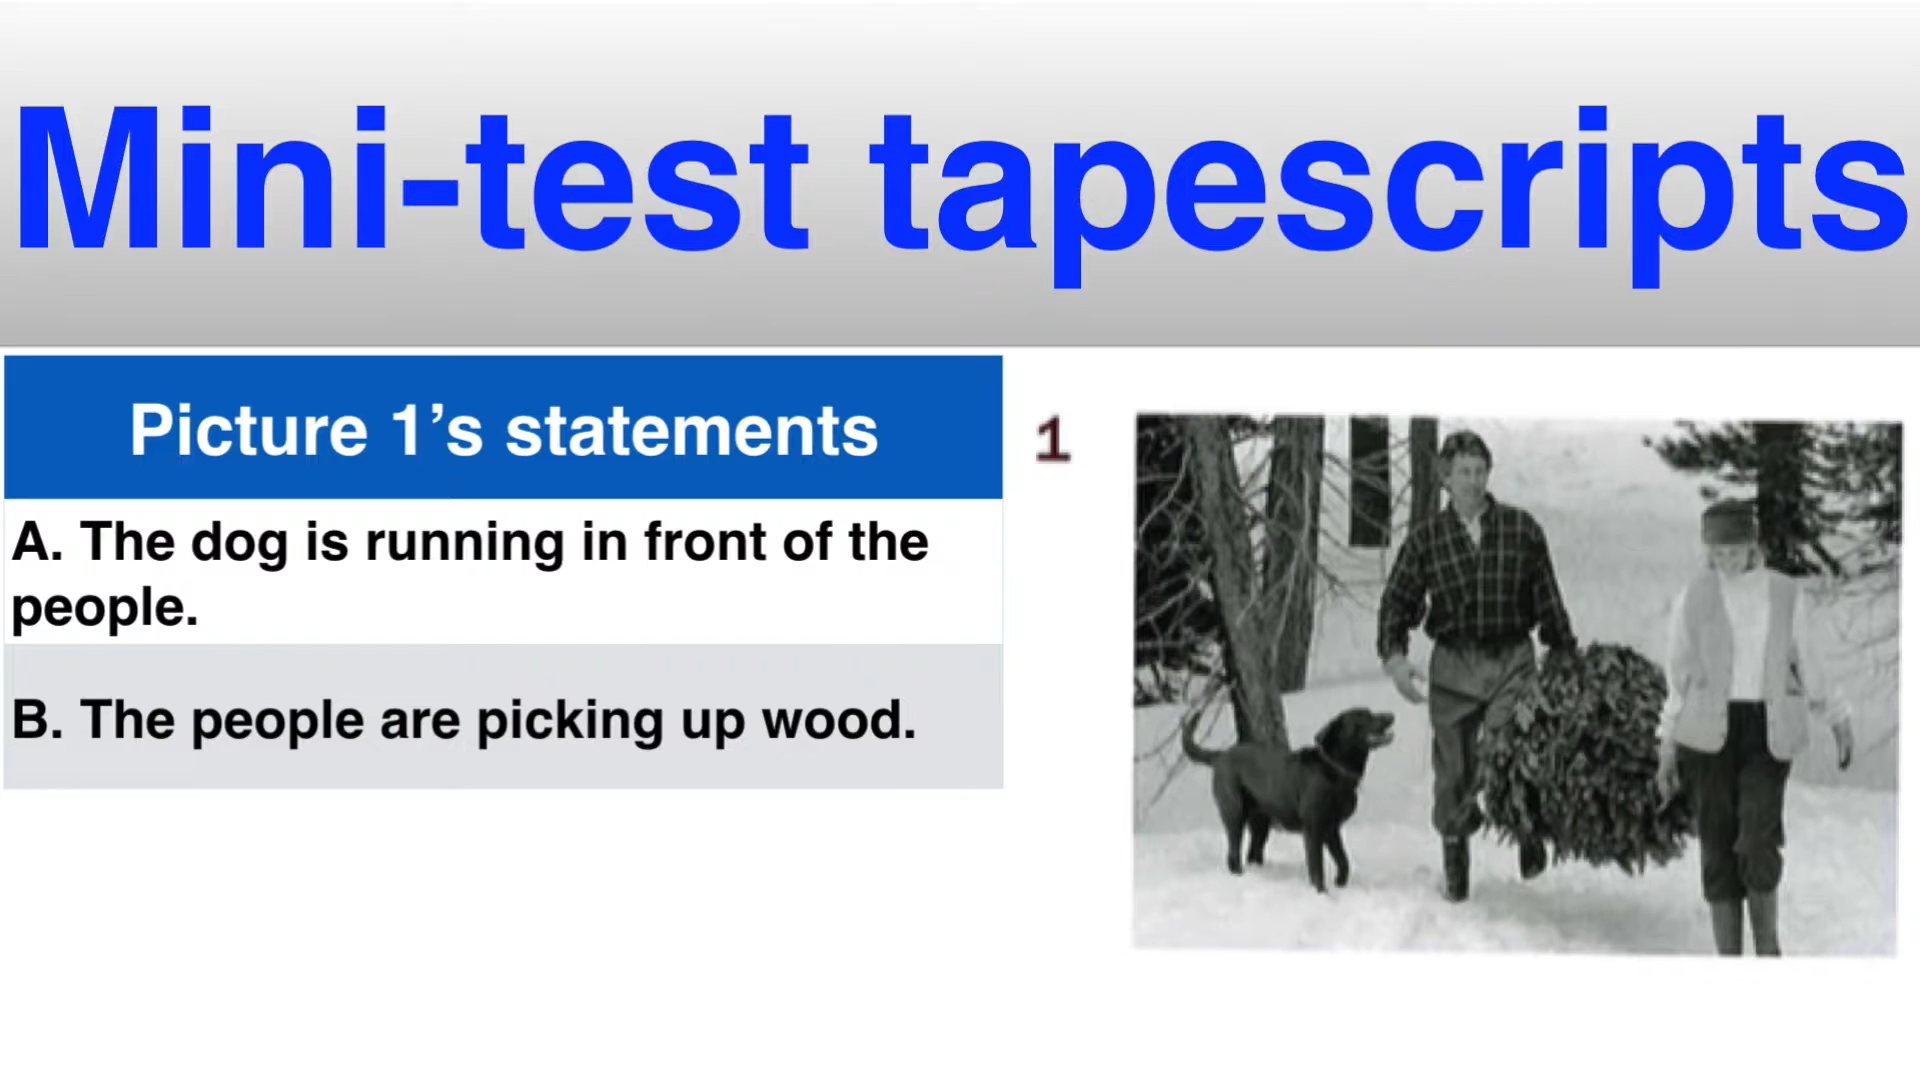 Mini-test tapescripts
Picture 1’s statements
A. The dog is running in front of the
people.
B. The people are picking up wood.
1